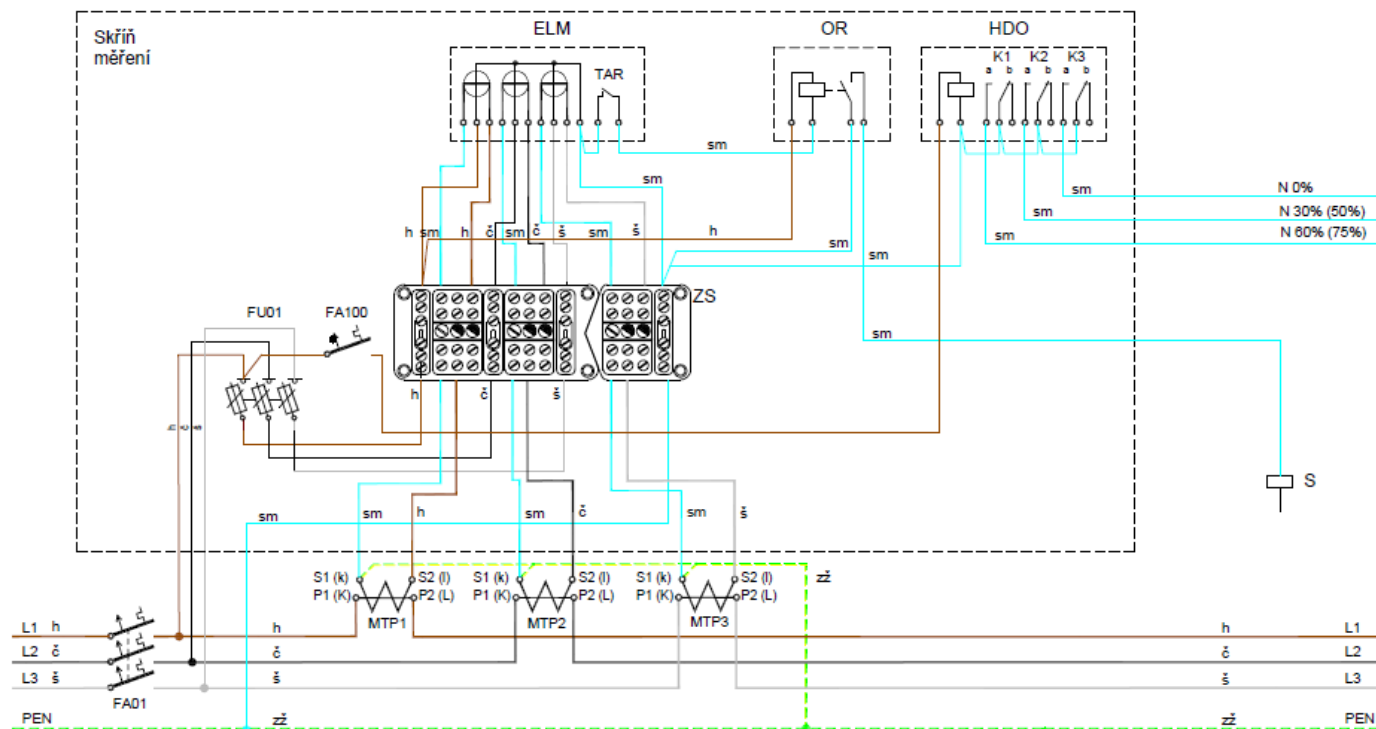 Skříň
měření
ELM
OR
HDO
TAR
K1 K2 K3
a b a b a b
sm
sm
sm
sm
N 0%
sm
N 30% (50%)
sm
N 60% (75%)
h sm h č sm č š sm š h
sm
sm
sm
ZS
FU01
FA100
h č š
h č š
S
sm
sm h sm č sm š
zž
S1 (k) S2 (l) S1 (k) S2 (l) S1 (k) S2 (l)
P1 (K) P2 (L) P1 (K) P2 (L) P1 (K) P2 (L)
MTP1 MTP2 MTP3
L1 h h h L1
L2 č č č L2
L3 š š š L3
FA01
PEN zž zž PEN